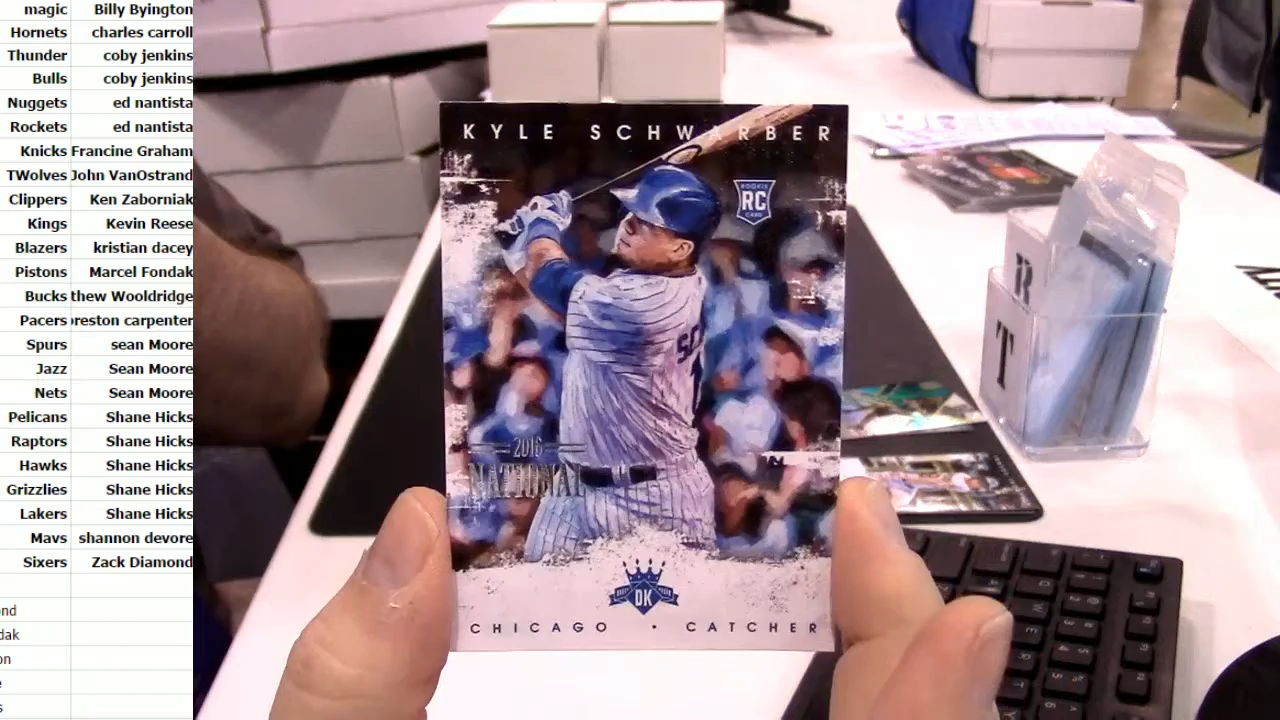 magic Billy Byington
Hornets charles carroll
Thunder coby jenkins
Bulls coby jenkins
Nuggets ed nantista
Rockets ed nantista
Knicks Francine Graham
TWolves John VanOstrand
Clippers Ken Zaborniak
Kings Kevin Reese
Blazers kristian dacey
Pistons Marcel Fondak
Bucks thew Wooldridge
Pacers reston carpenter
Spurs sean Moore
Jazz Sean Moore
Nets Sean Moore
Pelicans Shane Hicks
Raptors Shane Hicks
Hawks Shane Hicks
Grizzlies Shane Hicks
Lakers Shane Hicks
Mavs shannon devore
Sixers Zack Diamond
ond
dak
on
e
s
KYLE SCHWARBER
ROOKIE
RC
CARD
2016
NATIONAL
DK
CHICAGO • CATCHER
R
T